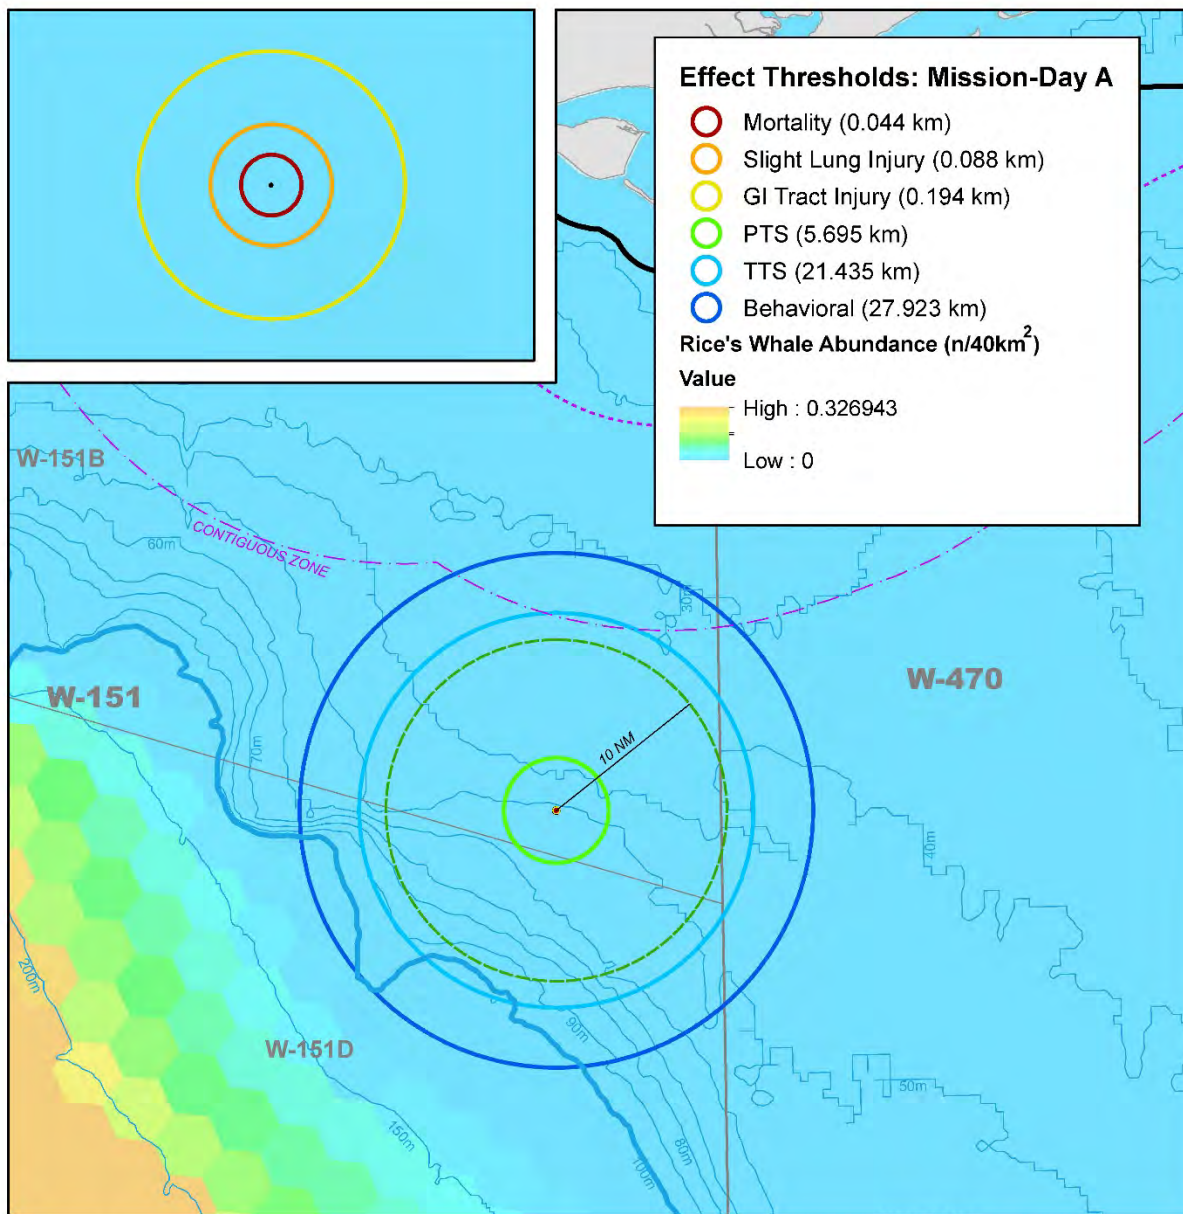 Effect Thresholds: Mission-Day A
Mortality (0.044 km)
Slight Lung Injury (0.088 km)
GI Tract Injury (0.194 km)
PTS (5.695 km)
TTS (21.435 km)
Behavioral (27.923 km)
Rice's Whale Abundance (n/40km²)
Value
High : 0.326943
Low : 0
W-151B
60m
CONTIGUOUS ZONE
30m
W-151
W-470
70m
10 NM
40m
200m
W-151D
90m
50m
150m
80m
100m